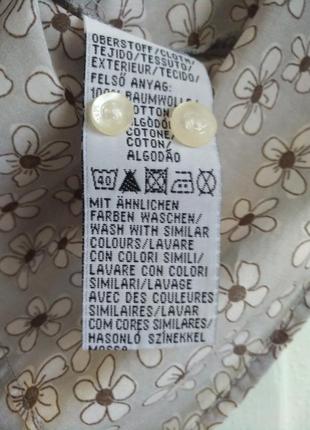 OBERSTOFF/CLOTH/
TEJIDO/TESSUTO/
EXTERIEUR/TECIDO/
FELSŐ ANYAG:
100% BAUMWOLLE/
COTTON
ALGODÓN
COTONE/
COTON/
ALGODÃO
40
MIT ÄHNLICHEN
FARBEN WASCHEN/
WASH WITH SIMILAR
COLOURS/LAVARE
CON COLORI SIMILI/
LAVARE CON COLORI
SIMILARI/LAVAGE
AVEC DES COULEURS
SIMILAIRES/LAVAR
COM CORES SIMILARES/
HASONLÓ SZÍNEKKEL
MOSSA